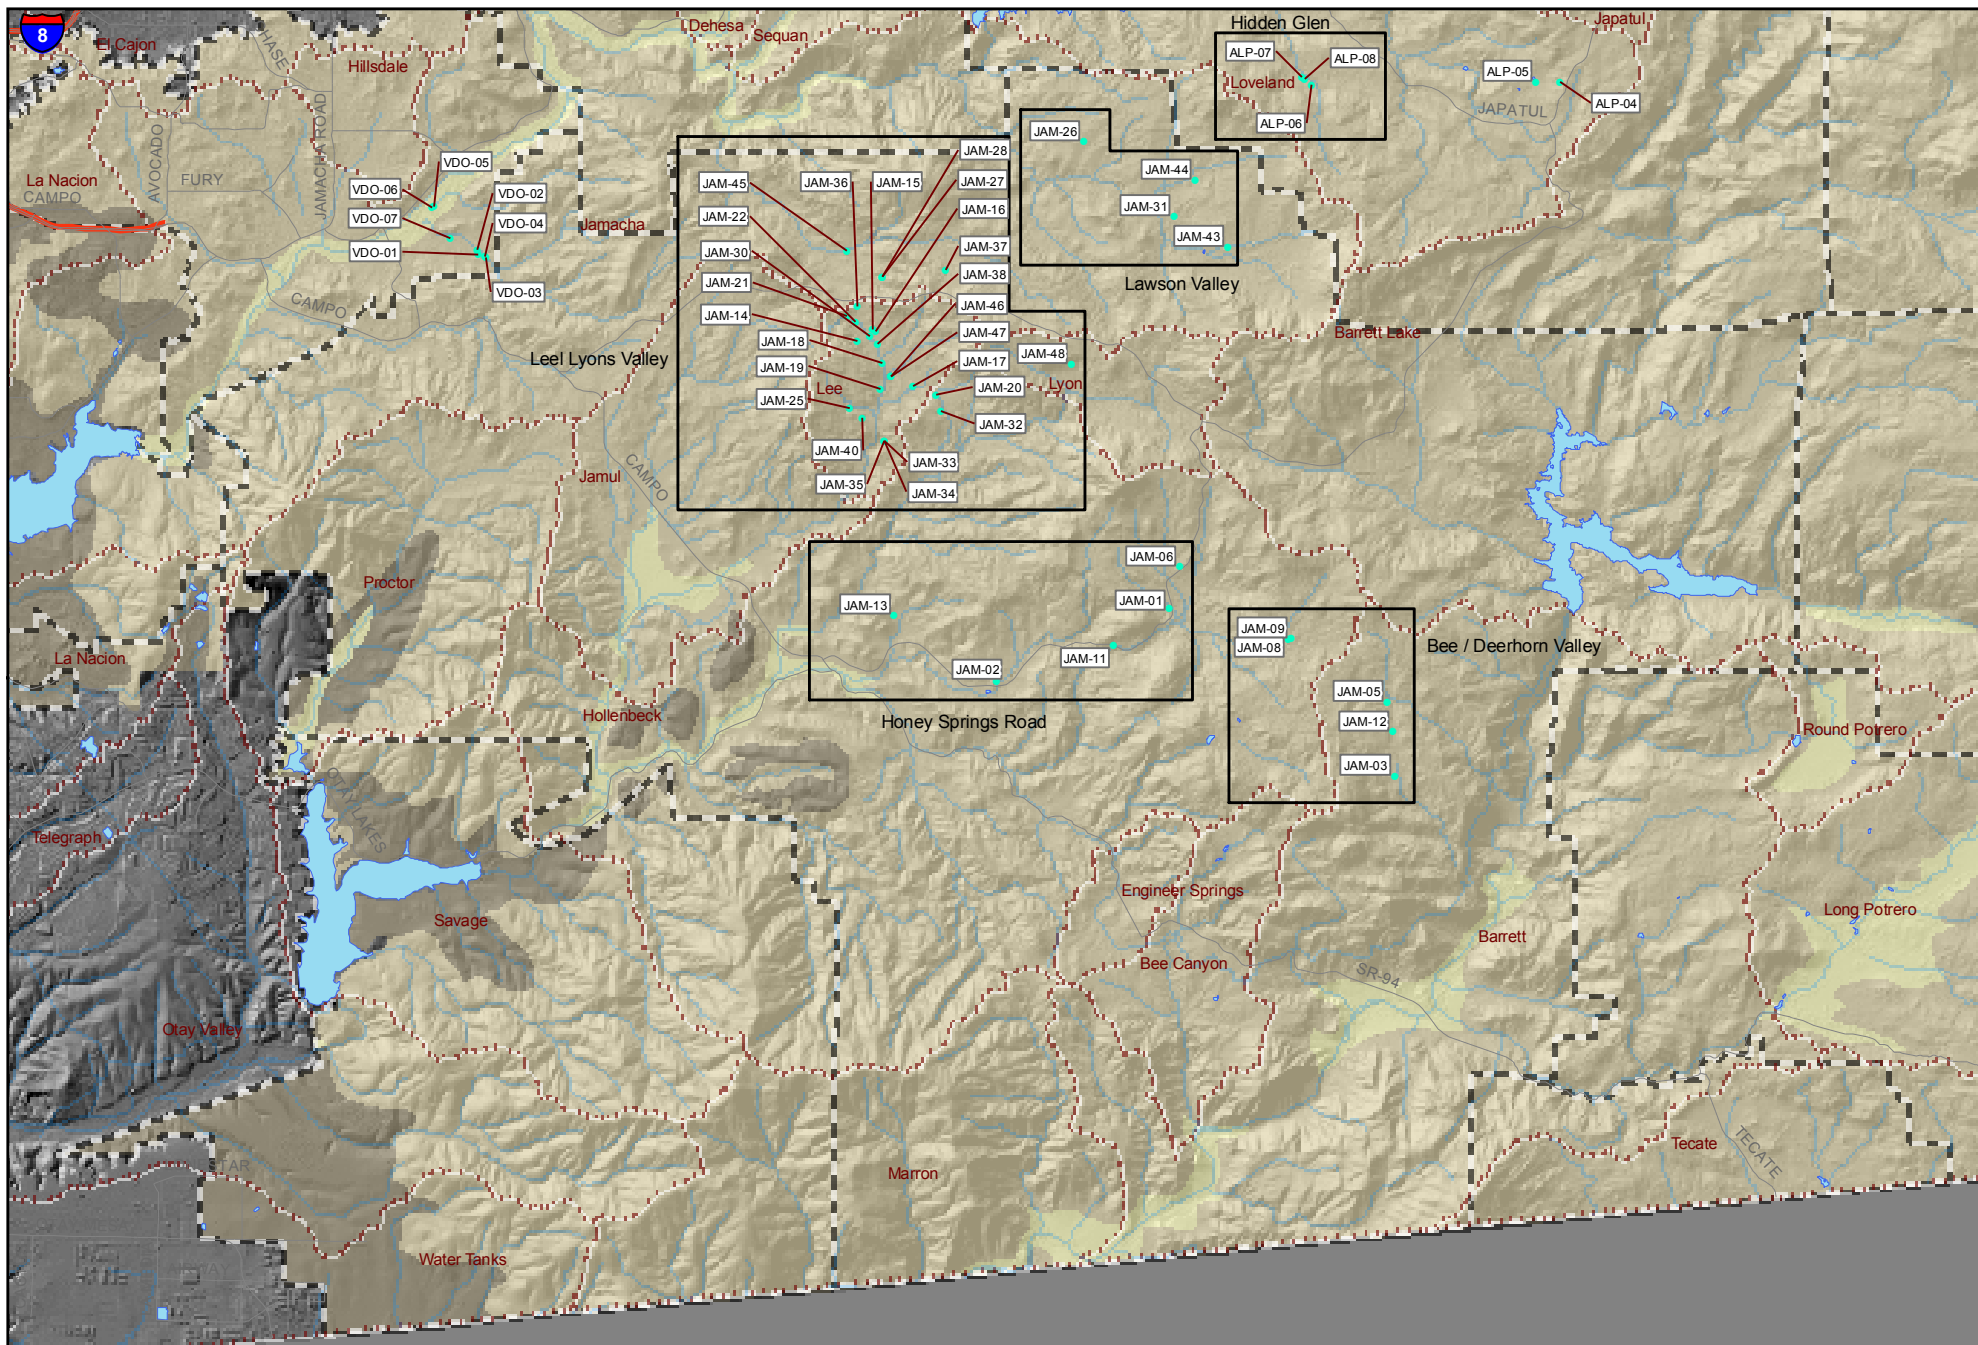 8
El Cajon
CHASE
Hillsdale
Dehesa
Sequan
Hidden Glen
Japatul
ALP-07
ALP-08
Loveland
ALP-06
ALP-05
ALP-04
JAPATUL
La Nacion
CAMPO
AVOCADO
FURY
JAMACHA ROAD
VDO-05
VDO-06
VDO-02
VDO-07
VDO-04
VDO-01
VDO-03
Jamacha
CAMPO
JAM-28
JAM-45
JAM-36
JAM-15
JAM-27
JAM-22
JAM-16
JAM-30
JAM-37
JAM-21
JAM-38
JAM-14
JAM-46
JAM-18
JAM-47
JAM-19
JAM-17
JAM-48
Lee
Lyon
JAM-20
JAM-25
JAM-32
JAM-40
JAM-33
JAM-35
JAM-34
Leel Lyons Valley
JAM-26
JAM-44
JAM-31
JAM-43
Lawson Valley
Barrett Lake
Jamul
CAMPO
Proctor
La Nacion
JAM-06
JAM-13
JAM-01
JAM-11
JAM-02
Honey Springs Road
JAM-09
JAM-08
JAM-05
JAM-12
JAM-03
Bee / Deerhorn Valley
Hollenbeck
Round Potrero
Telegraph
OTAY LAKES
Savage
Engineer Springs
Long Potrero
Barrett
Bee Canyon
SR-94
Otay Valley
Marron
Tecate
TECATE
Water Tanks